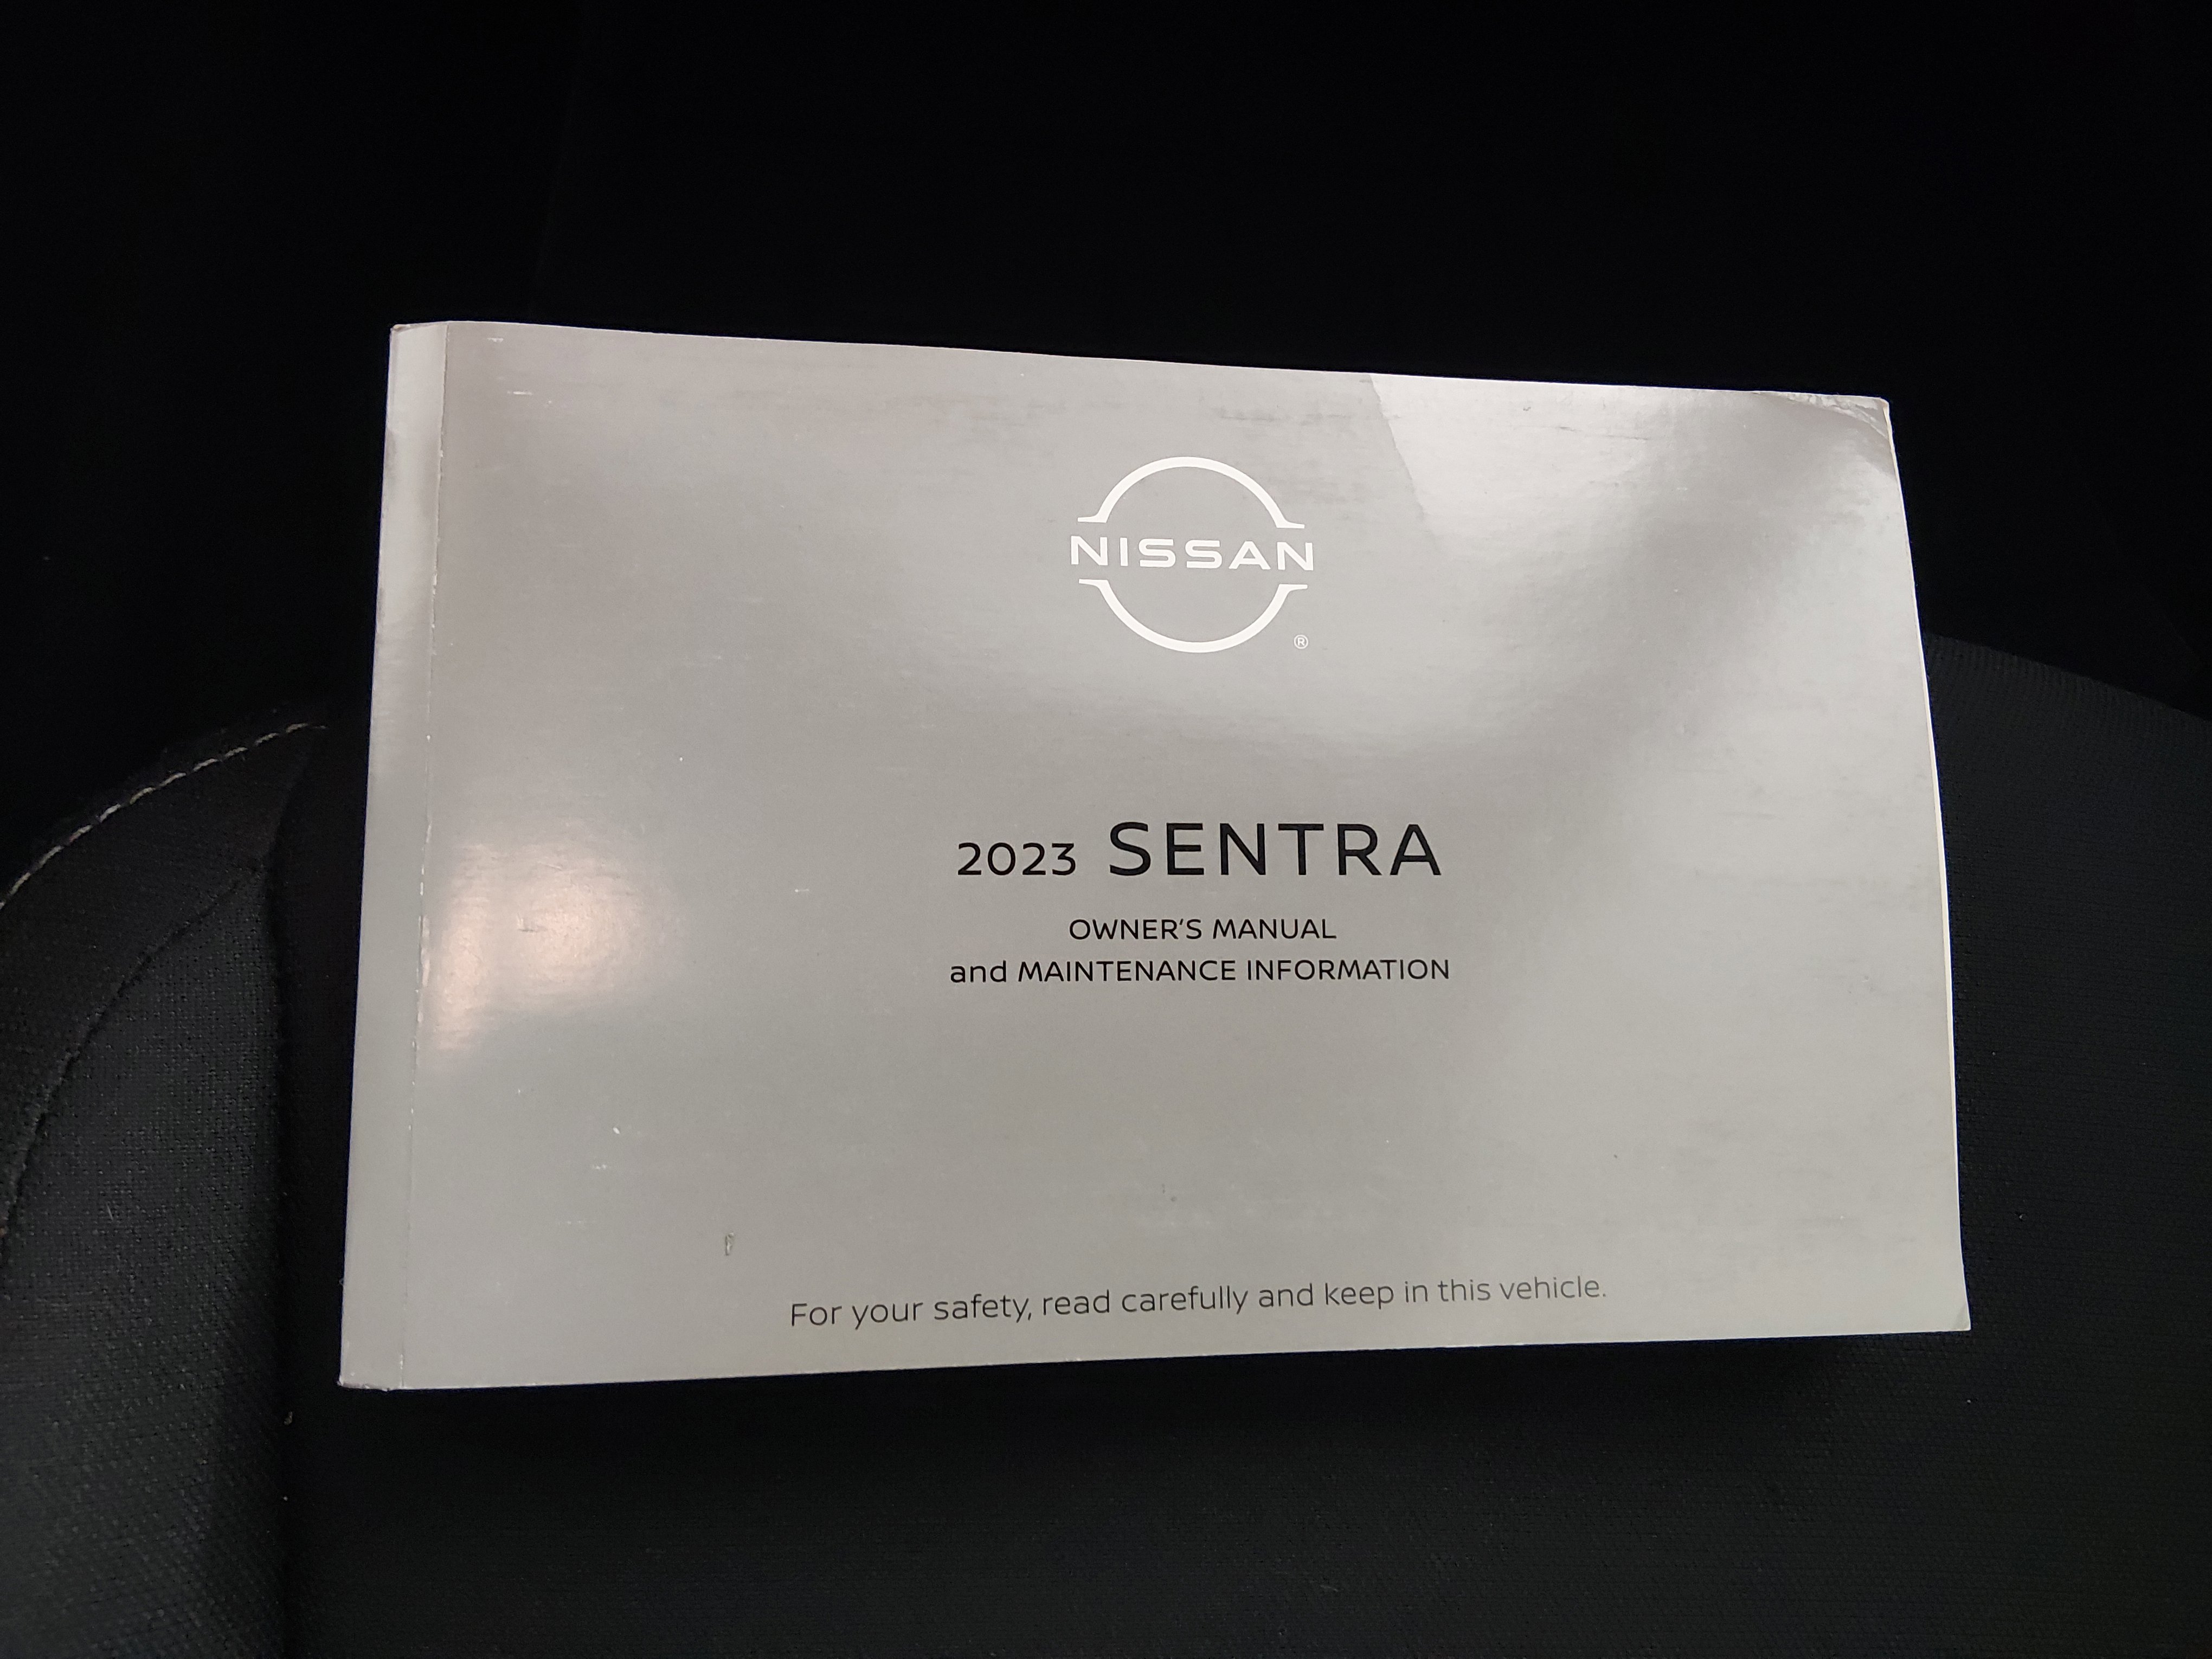 NISSAN
®
2023 SENTRA
OWNER'S MANUAL
and MAINTENANCE INFORMATION
For your safety, read carefully and keep in this vehicle.